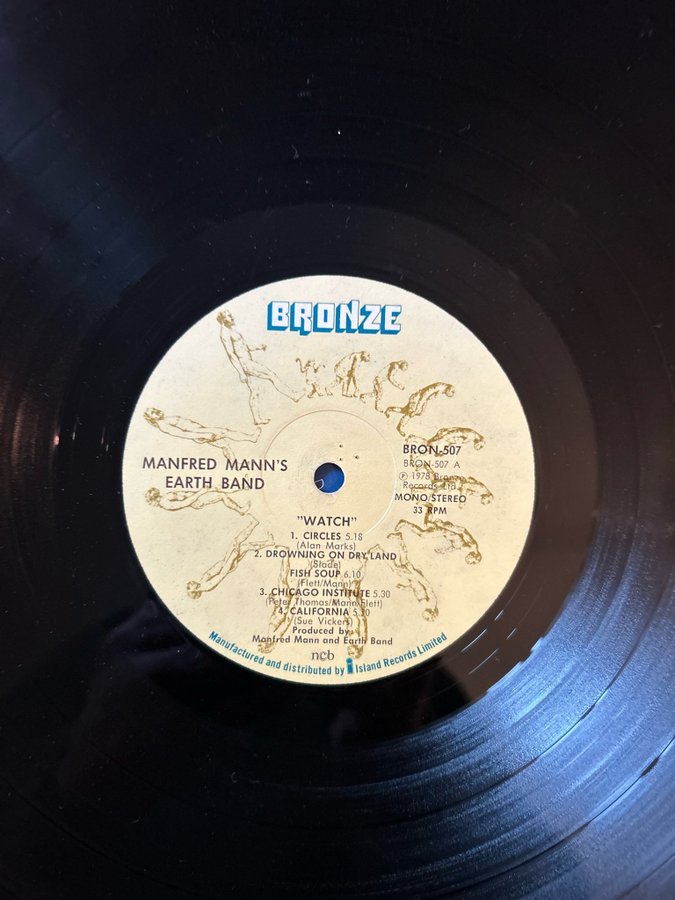 BRONZE
MANFRED MANN'S
EARTH BAND
BRON-507
BRON-507 A
Ⓟ 1978 Bronze
Records Ltd.
MONO/STEREO
33 RPM
"WATCH"
1. CIRCLES 5.18
(Alan Marks)
2. DROWNING ON DRY LAND
(Slade)
FISH SOUP 6.10
(Flett/Mann)
3. CHICAGO INSTITUTE 5.30
(Peter Thomas/Mann/Flett)
4. CALIFORNIA 5.30
(Sue Vickers)
Produced by:
Manfred Mann and Earth Band
ncb
Manufactured and distributed by i Island Records Limited